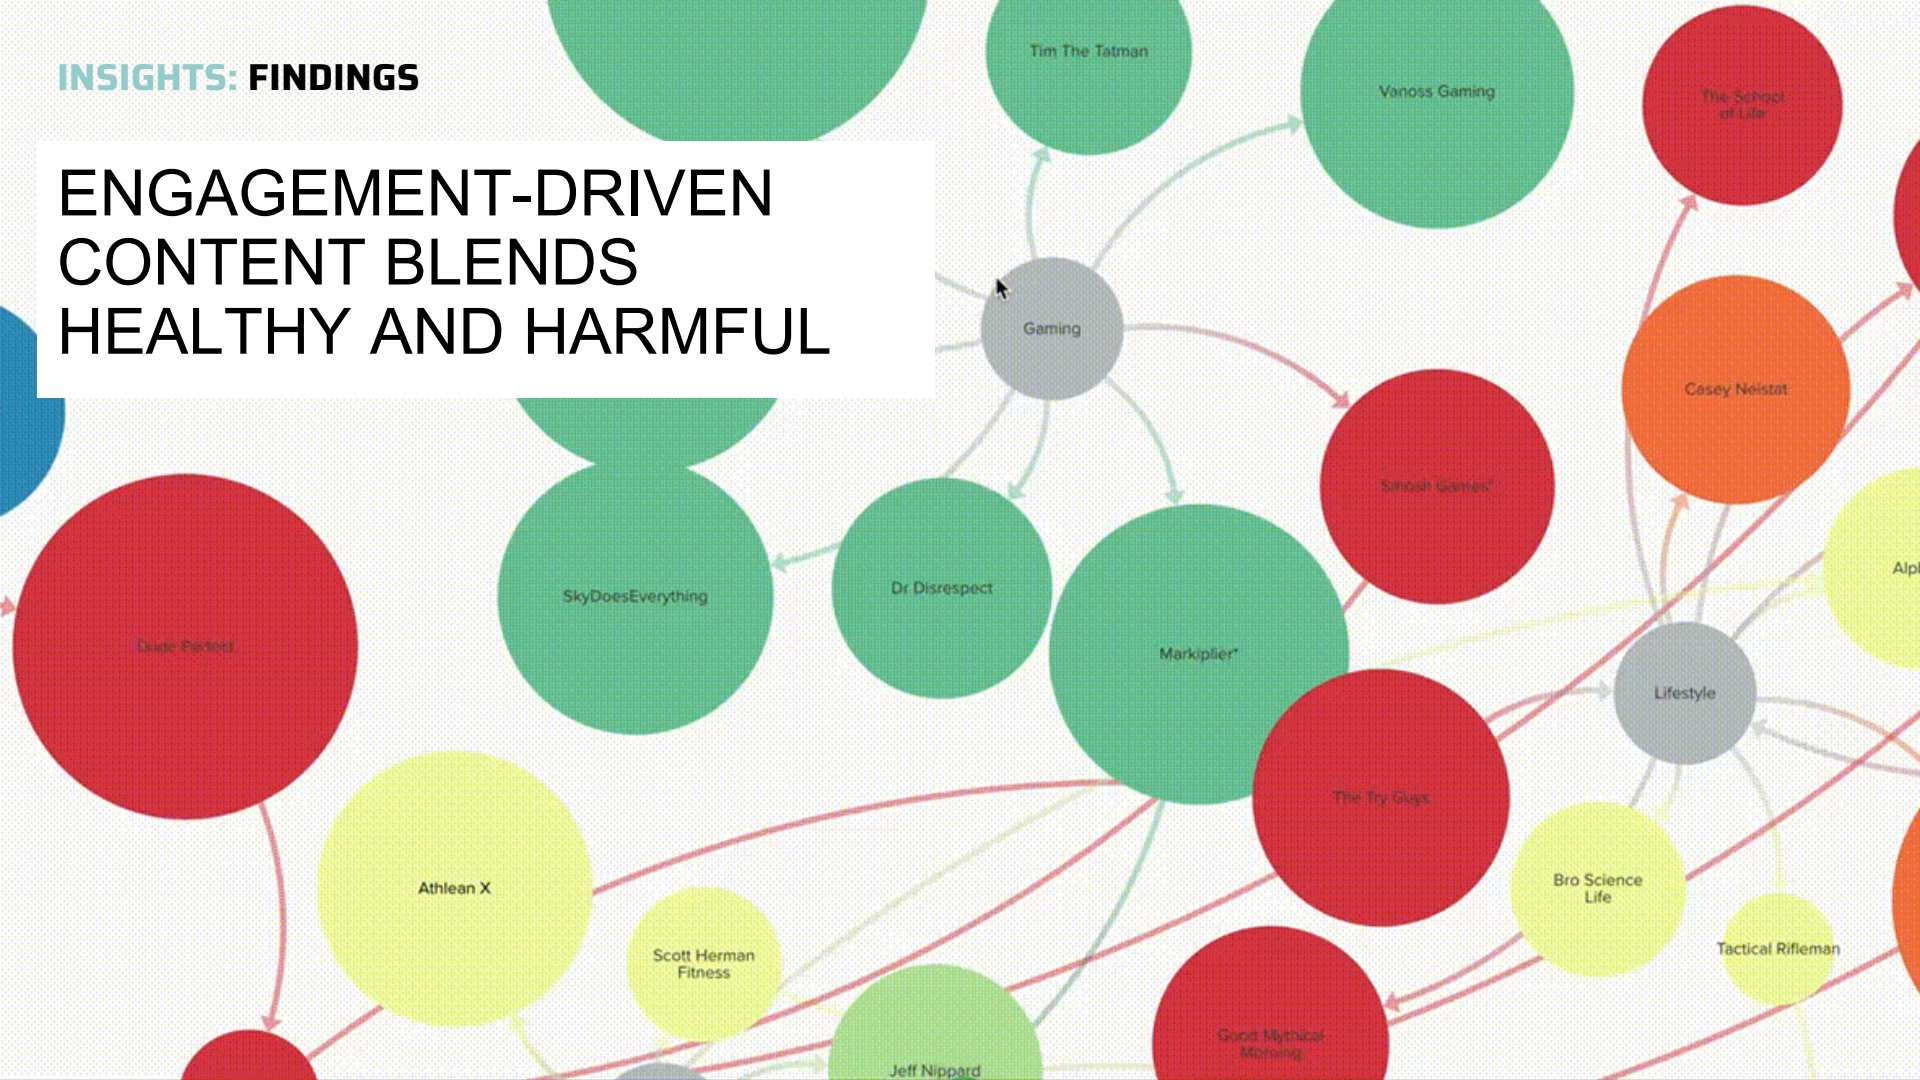 INSIGHTS: FINDINGS
ENGAGEMENT-DRIVEN
CONTENT BLENDS
HEALTHY AND HARMFUL
Tim The Tatman
Vanoss Gaming
The School
of Life
Gaming
Casey Neistat
Smosh Games*
Alpl
SkyDoesEverything
Dr Disrespect
Dude Perfect
Markiplier*
Lifestyle
The Try Guys
Athlean X
Bro Science
Life
Scott Herman
Fitness
Tactical Rifleman
Good Mythical
Morning
Jeff Nippard